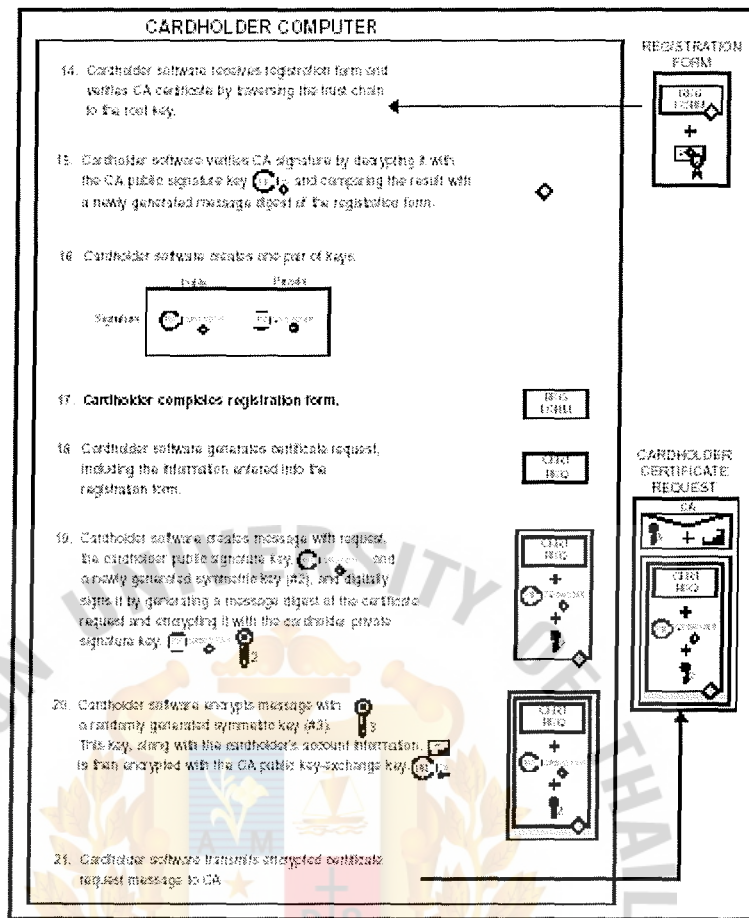 CARDHOLDER COMPUTER
REGISTRATION
FORM
14. Cardholder software receives registration form and
verifies CA certificate by traversing the trust chain
to the root key.
REG
FORM
+
15. Cardholder software verifies CA signature by decrypting it with
the CA public signature key and comparing the result with
a newly generated message digest of the registration form.
16. Cardholder software creates one pair of keys.
Public Private
Signature
17. Cardholder completes registration form.
REG
FORM
18. Cardholder software generates certificate request,
including the information entered into the
registration form.
CERT
REQ
CARDHOLDER
CERTIFICATE
REQUEST
CA
+
19. Cardholder software creates message with request,
the cardholder public signature key, and
a newly generated symmetric key (#2), and digitally
signs it by generating a message digest of the certificate
request and encrypting it with the cardholder private
signature key.
2
CERT
REQ
+
+
CERT
REQ
+
+
20. Cardholder software encrypts message with
a randomly generated symmetric key (#3).
This key, along with the cardholder's account information,
is then encrypted with the CA public key-exchange key.
3
CERT
REQ
+
+
2
21. Cardholder software transmits encrypted certificate
request message to CA
UNIVERSITY OF THAIL
A M
D S